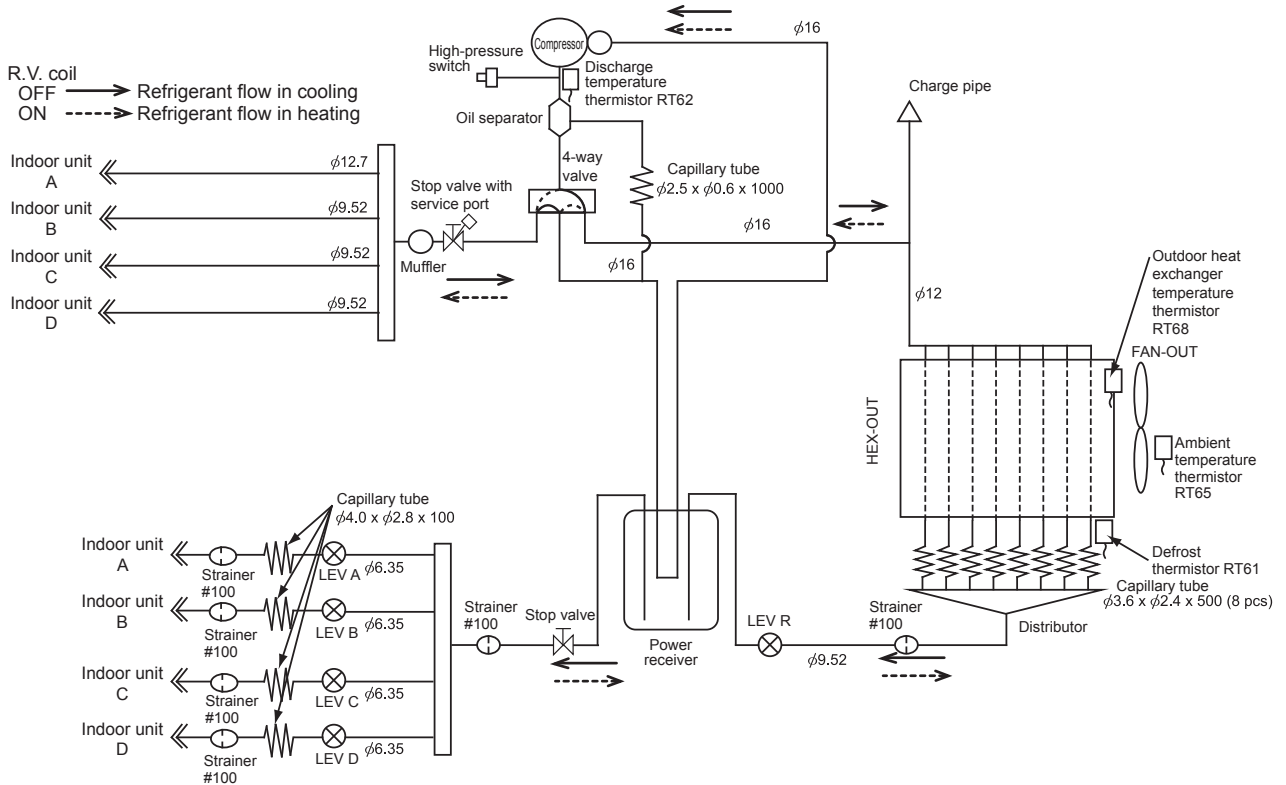 Compressor
ϕ16
High-pressure
switch
Discharge
temperature
thermistor RT62
R.V. coil
OFF Refrigerant flow in cooling
ON Refrigerant flow in heating
Charge pipe
Oil separator
Indoor unit
A
ϕ12.7
Indoor unit
B
ϕ9.52
Indoor unit
C
ϕ9.52
Indoor unit
D
ϕ9.52
Stop valve with
service port
Muffler
4-way
valve
Capillary tube
ϕ2.5 x ϕ0.6 x 1000
ϕ16
ϕ16
ϕ12
Outdoor heat
exchanger
temperature
thermistor
RT68
FAN-OUT
HEX-OUT
Ambient
temperature
thermistor
RT65
Defrost
thermistor RT61
Capillary tube
ϕ3.6 x ϕ2.4 x 500 (8 pcs)
Distributor
Capillary tube
ϕ4.0 x ϕ2.8 x 100
Indoor unit
A
Strainer
#100
LEV A
ϕ6.35
Indoor unit
B
Strainer
#100
LEV B
ϕ6.35
Indoor unit
C
Strainer
#100
LEV C
ϕ6.35
Indoor unit
D
Strainer
#100
LEV D
ϕ6.35
Strainer
#100
Stop valve
Power
receiver
LEV R
ϕ9.52
Strainer
#100